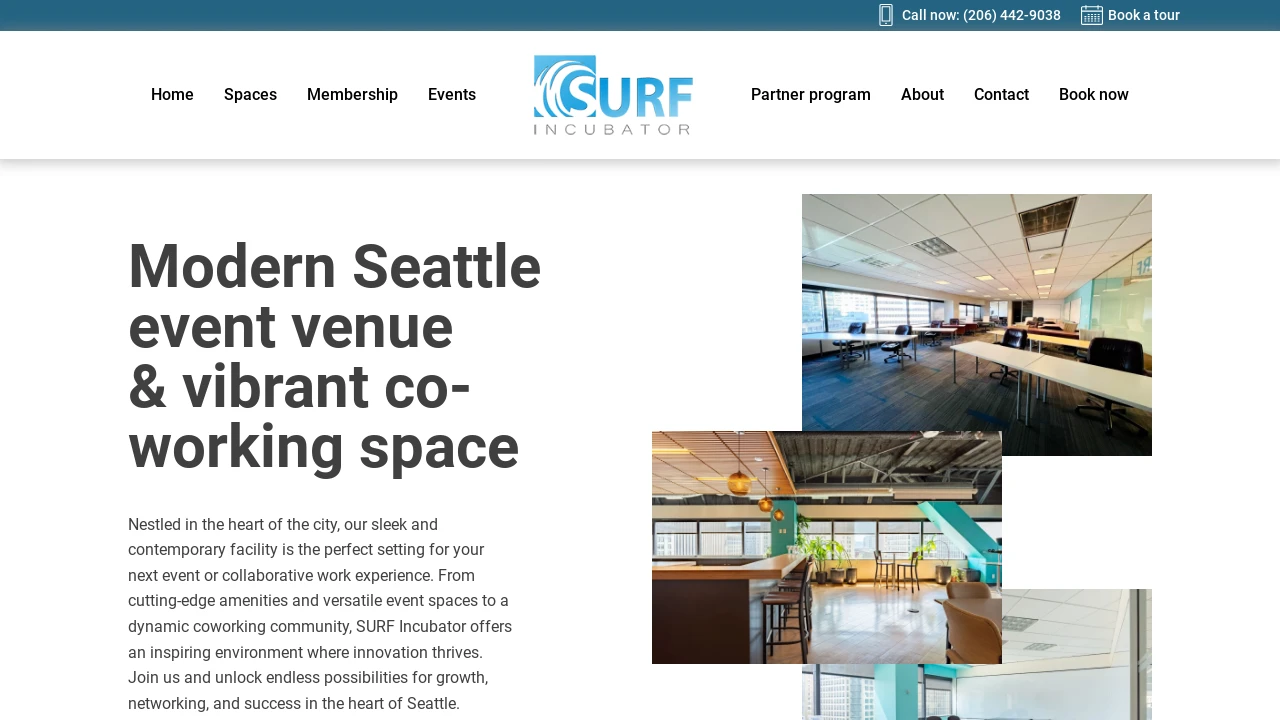 Call now: (206) 442-9038
Book a tour
Home
Spaces
Membership
Events
SURF
INCUBATOR
Partner program
About
Contact
Book now
Modern Seattle
event venue
& vibrant co-
working space
Nestled in the heart of the city, our sleek and
contemporary facility is the perfect setting for your
next event or collaborative work experience. From
cutting-edge amenities and versatile event spaces to a
dynamic coworking community, SURF Incubator offers
an inspiring environment where innovation thrives.
Join us and unlock endless possibilities for growth,
networking, and success in the heart of Seattle.